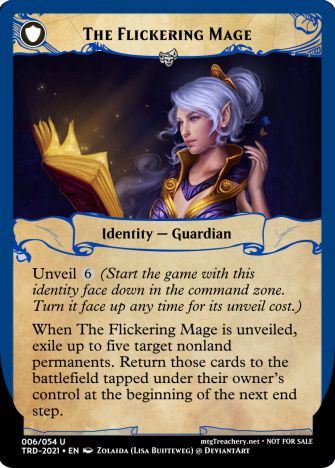 The Flickering Mage
Identity — Guardian
Unveil 6 (Start the game with this
identity face down in the command zone.
Turn it face up any time for its unveil cost.)
When The Flickering Mage is unveiled,
exile up to five target nonland
permanents. Return those cards to the
battlefield tapped under their owner's
control at the beginning of the next end
step.
006/054 U
mtgTreachery.net • NOT FOR SALE
TRD-2021 • EN Zolaida (Lisa Buijteweg) @ DeviantArt